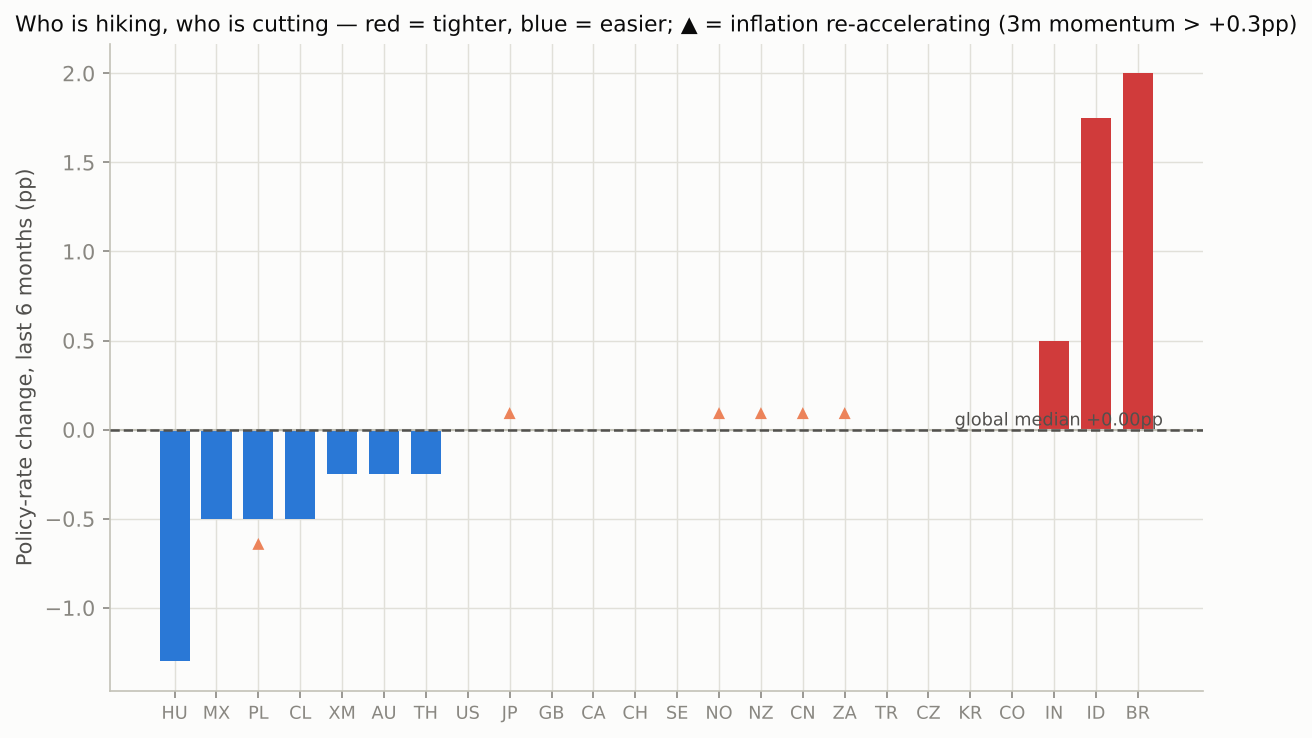 Who is hiking, who is cutting — red = tighter, blue = easier; ▲ = inflation re-accelerating (3m momentum > +0.3pp)
Policy-rate change, last 6 months (pp)
2.0
1.5
1.0
0.5
0.0
−0.5
−1.0
global median +0.00pp
HU MX PL CL XM AU TH US JP GB CA CH SE NO NZ CN ZA TR CZ KR CO IN ID BR